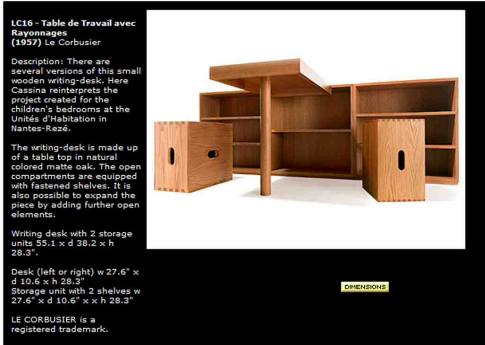 LC16 - Table de Travail avec
Rayonnages
(1957) Le Corbusier
Description: There are
several versions of this small
wooden writing-desk. Here
Cassina reinterprets the
project created for the
children's bedrooms at the
Unités d'Habitation in
Nantes-Rezé.
The writing-desk is made up
of a table top in natural
colored matte oak. The open
compartments are equipped
with fastened shelves. It is
also possible to expand the
piece by adding further open
elements.
Writing desk with 2 storage
units 55.1 x d 38.2 x h
28.3".
Desk (left or right) w 27.6" x
d 10.6 x h 28.3"
Storage unit with 2 shelves w
27.6" x d 10.6" x x h 28.3"
LE CORBUSIER is a
registered trademark.
DIMENSIONS